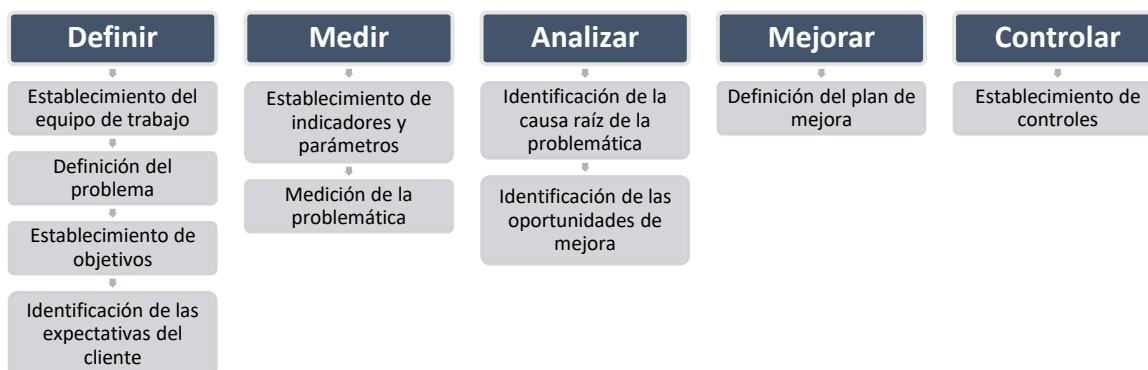 Definir
Establecimiento del
equipo de trabajo
Definición del
problema
Establecimiento de
objetivos
Identificación de las
expectativas del
cliente
Medir
Establecimiento de
indicadores y
parámetros
Medición de la
problemática
Analizar
Identificación de la
causa raíz de la
problemática
Identificación de las
oportunidades de
mejora
Mejorar
Definición del plan de
mejora
Controlar
Establecimiento de
controles